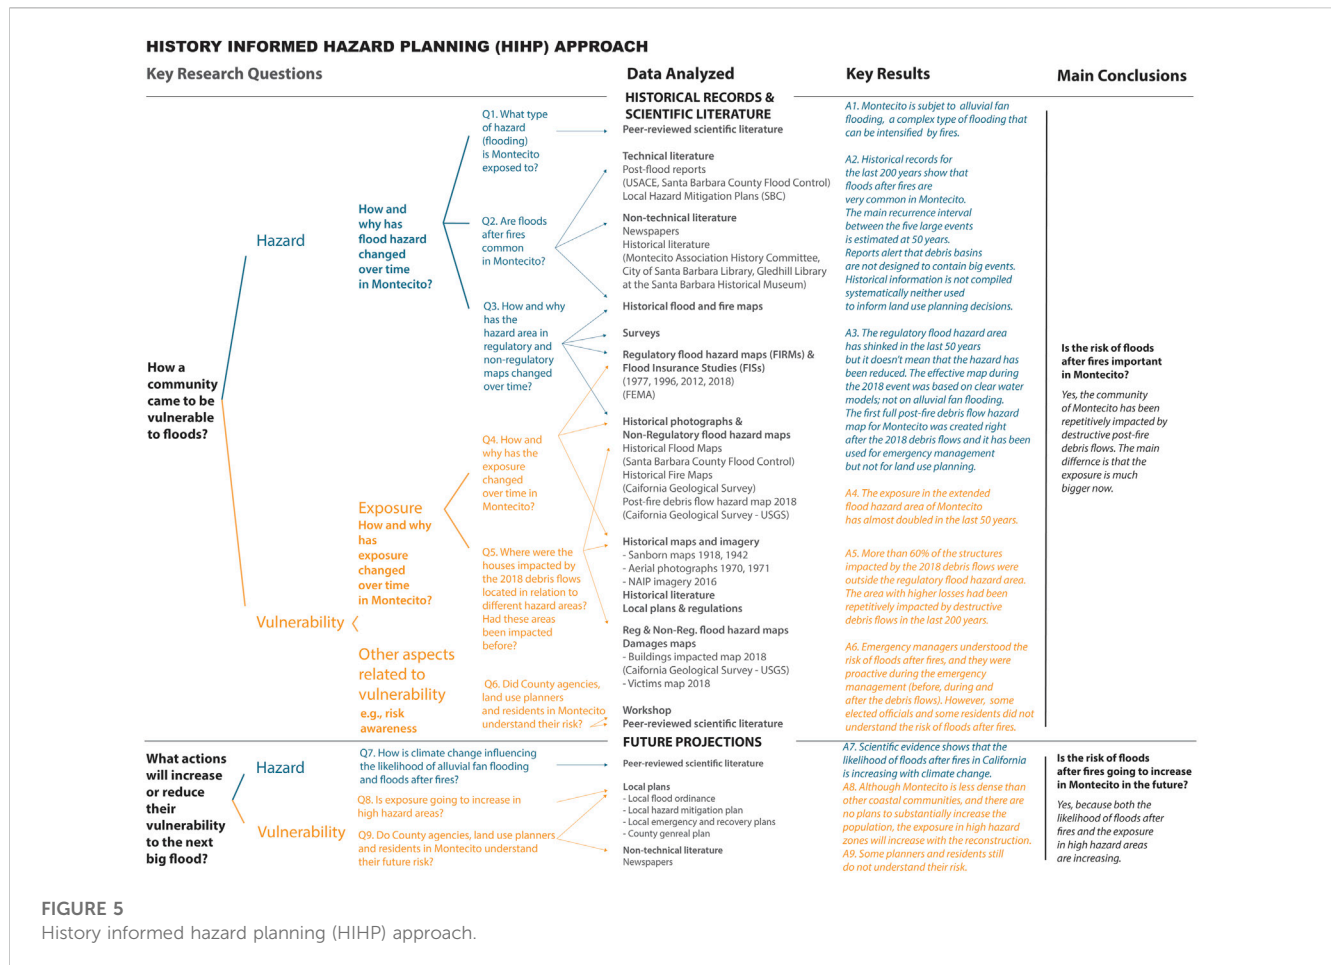 HISTORY INFORMED HAZARD PLANNING (HIHP) APPROACH
Key Research Questions
Data Analyzed
Key Results
Main Conclusions
How a
community
came to be
vulnerable
to floods?
Hazard
How and
why has
flood hazard
changed
over time
in Montecito?
Q1. What type
of hazard
(flooding)
is Montecito
exposed to?
Q2. Are floods
after fires
common
in Montecito?
Q3. How and why
has the
hazard area in
regulatory and
non-regulatory
maps changed
over time?
Vulnerability
Exposure
How and why
has
exposure
changed
over time
in Montecito?
Q4. How and
why has the
exposure
changed
over time in
Montecito?
Q5. Where were the
houses impacted by
the 2018 debris flows
located in relation to
different hazard areas?
Had these areas
been impacted
before?
Other aspects
related to
vulnerability
e.g., risk
awareness
Q6. Did County agencies,
land use planners
and residents in Montecito
understand their risk?
HISTORICAL RECORDS &
SCIENTIFIC LITERATURE
Peer-reviewed scientific literature
Technical literature
Post-flood reports
(USACE, Santa Barbara County Flood Control)
Local Hazard Mitigation Plans (SBC)
Non-technical literature
Newspapers
Historical literature
(Montecito Association History Committee,
City of Santa Barbara Library, Gledhill Library
at the Santa Barbara Historical Museum)
Historical flood and fire maps
Surveys
Regulatory flood hazard maps (FIRMs) &
Flood Insurance Studies (FISs)
(1977, 1996, 2012, 2018)
(FEMA)
Historical photographs &
Non-Regulatory flood hazard maps
Historical Flood Maps
(Santa Barbara County Flood Control)
Historical Fire Maps
(Caifornia Geological Survey)
Post-fire debris flow hazard map 2018
(Caifornia Geological Survey - USGS)
Historical maps and imagery
- Sanborn maps 1918, 1942
- Aerial photographs 1970, 1971
- NAIP imagery 2016
Historical literature
Local plans & regulations
Reg & Non-Reg. flood hazard maps
Damages maps
- Buildings impacted map 2018
(Caifornia Geological Survey - USGS)
- Victims map 2018
Workshop
Peer-reviewed scientific literature
A1. Montecito is subjet to alluvial fan
flooding, a complex type of flooding that
can be intensified by fires.
A2. Historical records for
the last 200 years show that
floods after fires are
very common in Montecito.
The main recurrence interval
between the five large events
is estimated at 50 years.
Reports alert that debris basins
are not designed to contain big events.
Historical information is not compiled
systematically neither used
to inform land use planning decisions.
A3. The regulatory flood hazard area
has shinked in the last 50 years
but it doesn't mean that the hazard has
been reduced. The effective map during
the 2018 event was based on clear water
models; not on alluvial fan flooding.
The first full post-fire debris flow hazard
map for Montecito was created right
after the 2018 debris flows and it has been
used for emergency management
but not for land use planning.
A4. The exposure in the extended
flood hazard area of Montecito
has almost doubled in the last 50 years.
A5. More than 60% of the structures
impacted by the 2018 debris flows were
outside the regulatory flood hazard area.
The area with higher losses had been
repetitively impacted by destructive
debris flows in the last 200 years.
A6. Emergency managers understood the
risk of floods after fires, and they were
proactive during the emergency
management (before, during and
after the debris flows). However, some
elected officials and some residents did not
understand the risk of floods after fires.
Is the risk of floods
after fires important
in Montecito?
Yes, the community
of Montecito has been
repetitively impacted by
destructive post-fire
debris flows. The main
differnce is that the
exposure is much
bigger now.
What actions
will increase
or reduce
their
vulnerability
to the next
big flood?
Hazard
Q7. How is climate change influencing
the likelihood of alluvial fan flooding
and floods after fires?
Vulnerability
Q8. Is exposure going to increase in
high hazard areas?
Q9. Do County agencies, land use planners
and residents in Montecito understand
their future risk?
FUTURE PROJECTIONS
Peer-reviewed scientific literature
Local plans
- Local flood ordinance
- Local hazard mitigation plan
- Local emergency and recovery plans
- County genreal plan
Non-technical literature
Newspapers
A7. Scientific evidence shows that the
likelihood of floods after fires in California
is increasing with climate change.
A8. Although Montecito is less dense than
other coastal communities, and there are
no plans to substantially increase the
population, the exposure in high hazard
zones will increase with the reconstruction.
A9. Some planners and residents still
do not understand their risk.
Is the risk of floods
after fires going to increase
in Montecito in the future?
Yes, because both the
likelihood of floods after
fires and the exposure
in high hazard areas
are increasing.
FIGURE 5
History informed hazard planning (HIHP) approach.